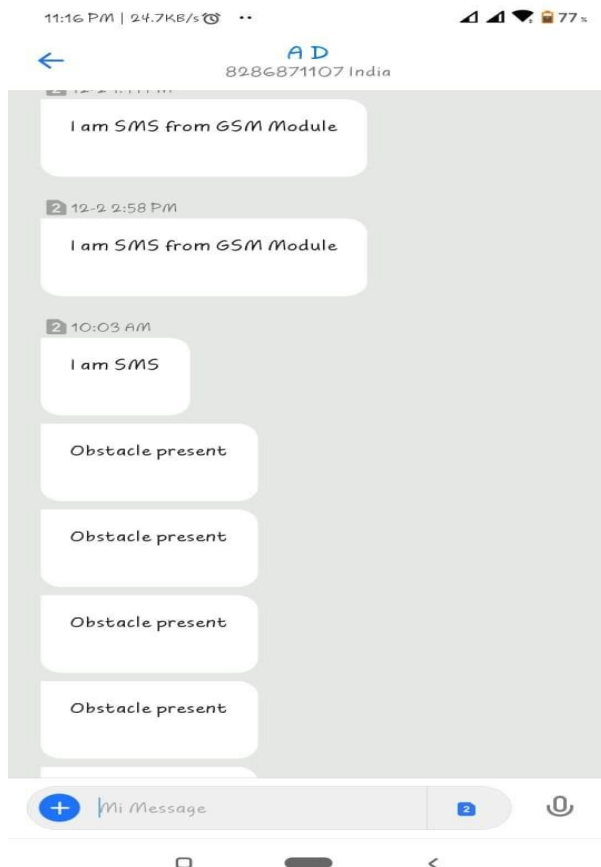 11:16 PM | 24.7KB/s
77%
A D
8286871107 India
I am SMS from GSM Module
2 12-2 2:58 PM
I am SMS from GSM Module
2 10:03 AM
I am SMS
Obstacle present
Obstacle present
Obstacle present
Obstacle present
Mi Message
2